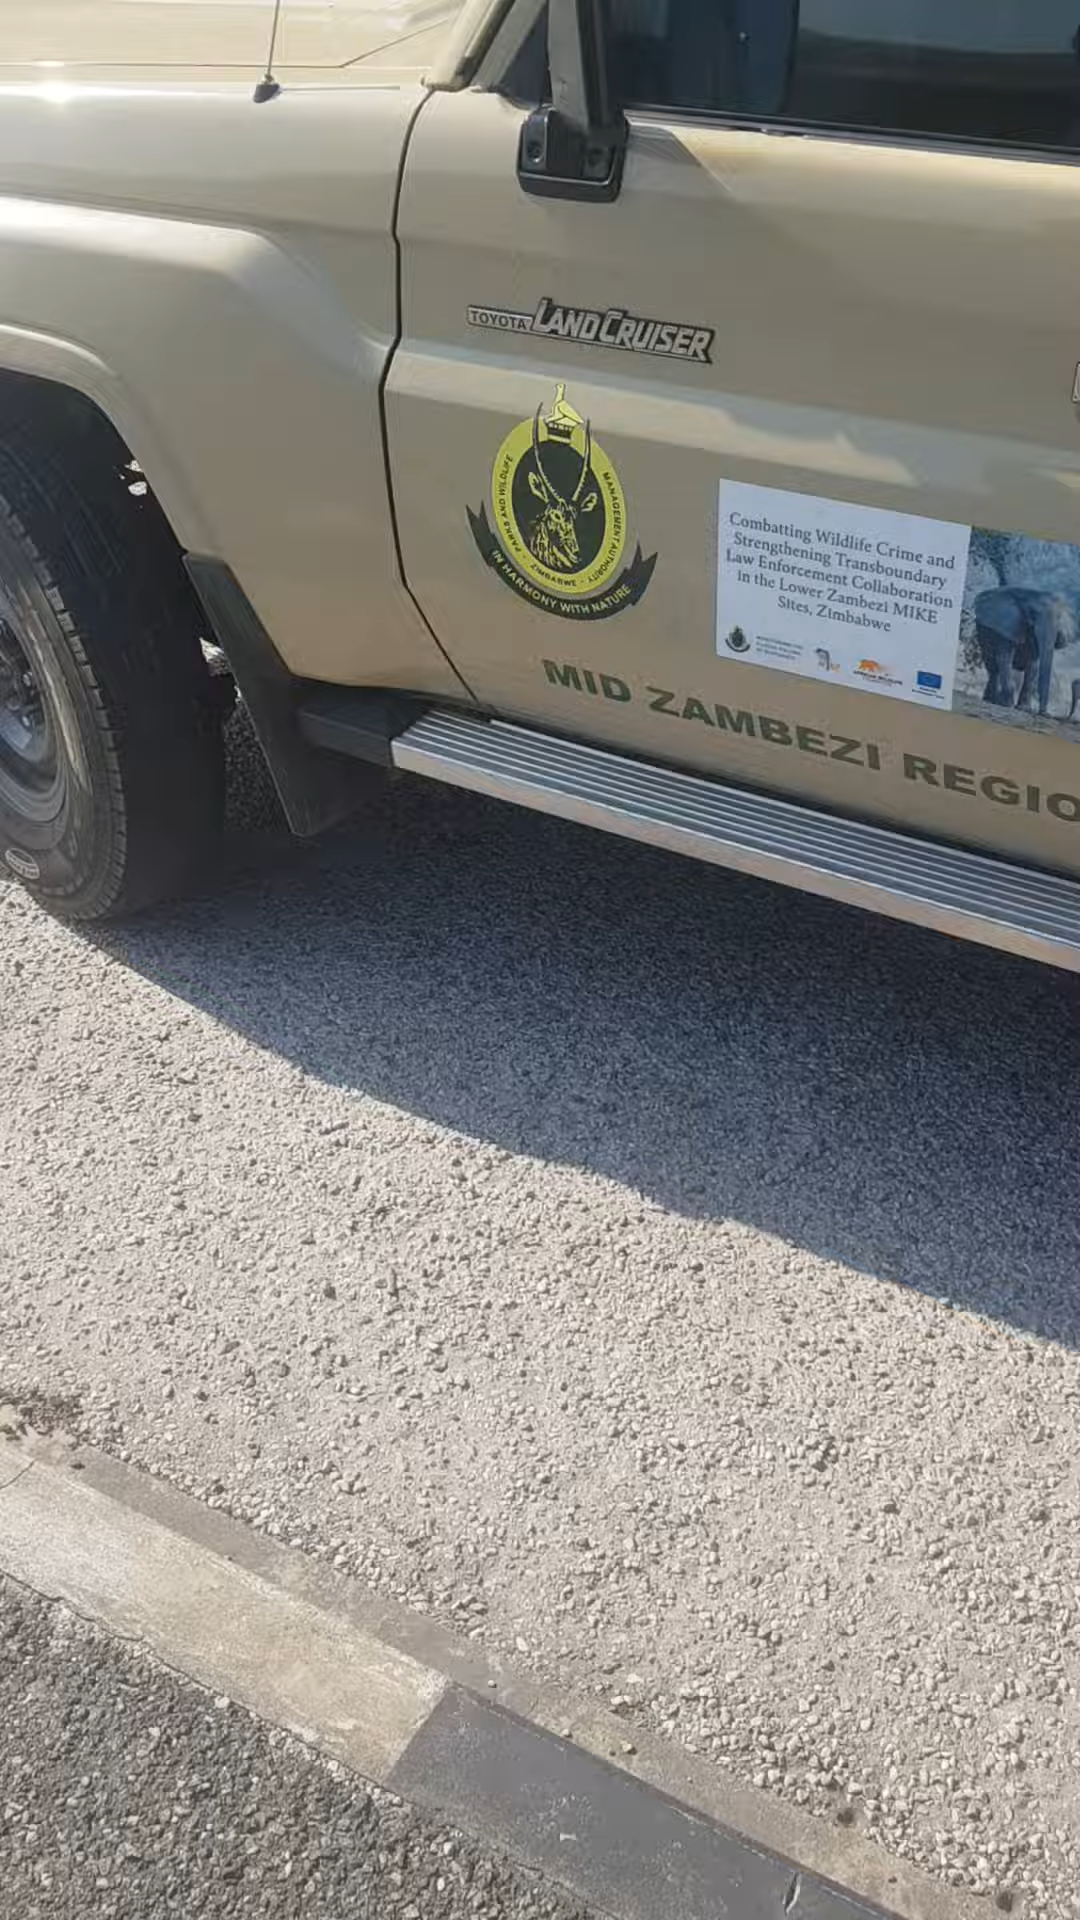 TOYOTA LAND CRUISER
PARKS AND WILDLIFE MANAGEMENT AUTHORITY
· ZIMBABWE ·
IN HARMONY WITH NATURE
Combatting Wildlife Crime and
Strengthening Transboundary
Law Enforcement Collaboration
in the Lower Zambezi MIKE
Sites, Zimbabwe
MID ZAMBEZI REGIO